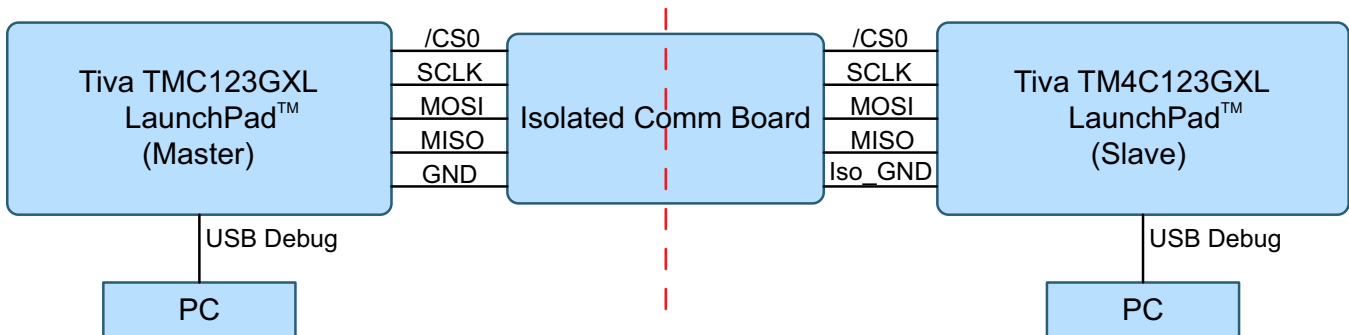 /CS0
SCLK
MOSI
MISO
GND
Tiva TMC123GXL
LaunchPad™
(Master)
Isolated Comm Board
/CS0
SCLK
MOSI
MISO
Iso_GND
Tiva TM4C123GXL
LaunchPad™
(Slave)
USB Debug
USB Debug
PC
PC